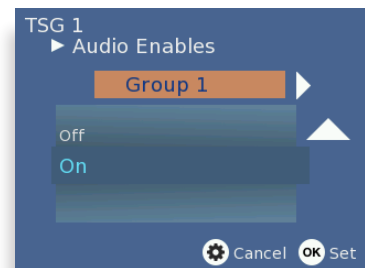 TSG 1
Audio Enables
Group 1
Off
On
Cancel OK Set